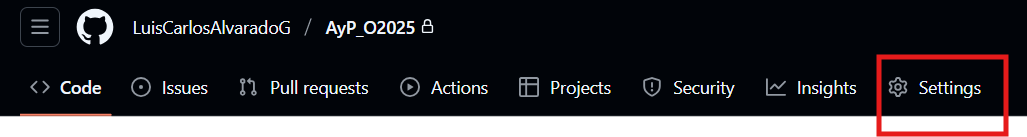 LuisCarlosAlvaradoG / AyP_O2025
Code Issues Pull requests Actions Projects Security Insights Settings